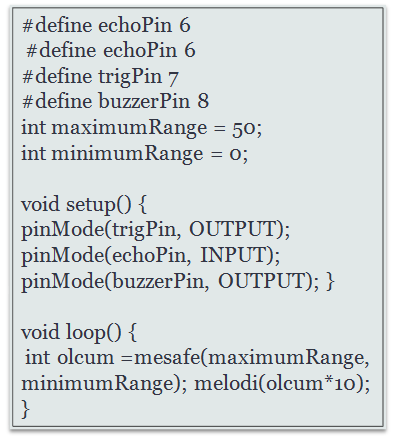 #define echoPin 6
#define echoPin 6
#define trigPin 7
#define buzzerPin 8
int maximumRange = 50;
int minimumRange = 0;

void setup() {
pinMode(trigPin, OUTPUT);
pinMode(echoPin, INPUT);
pinMode(buzzerPin, OUTPUT); }

void loop() {
int olcum =mesafe(maximumRange,
minimumRange); melodi(olcum*10);
}